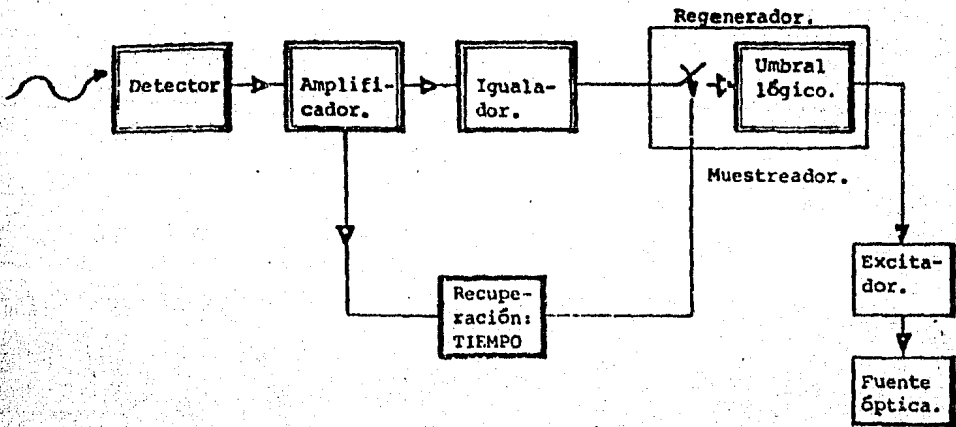 Regenerador.
Detector
Amplifi-
cador.
Iguala-
dor.
Umbral
lógico.
Muestreador.
Recupe-
ración:
TIEMPO
Excita-
dor.
Fuente
óptica.